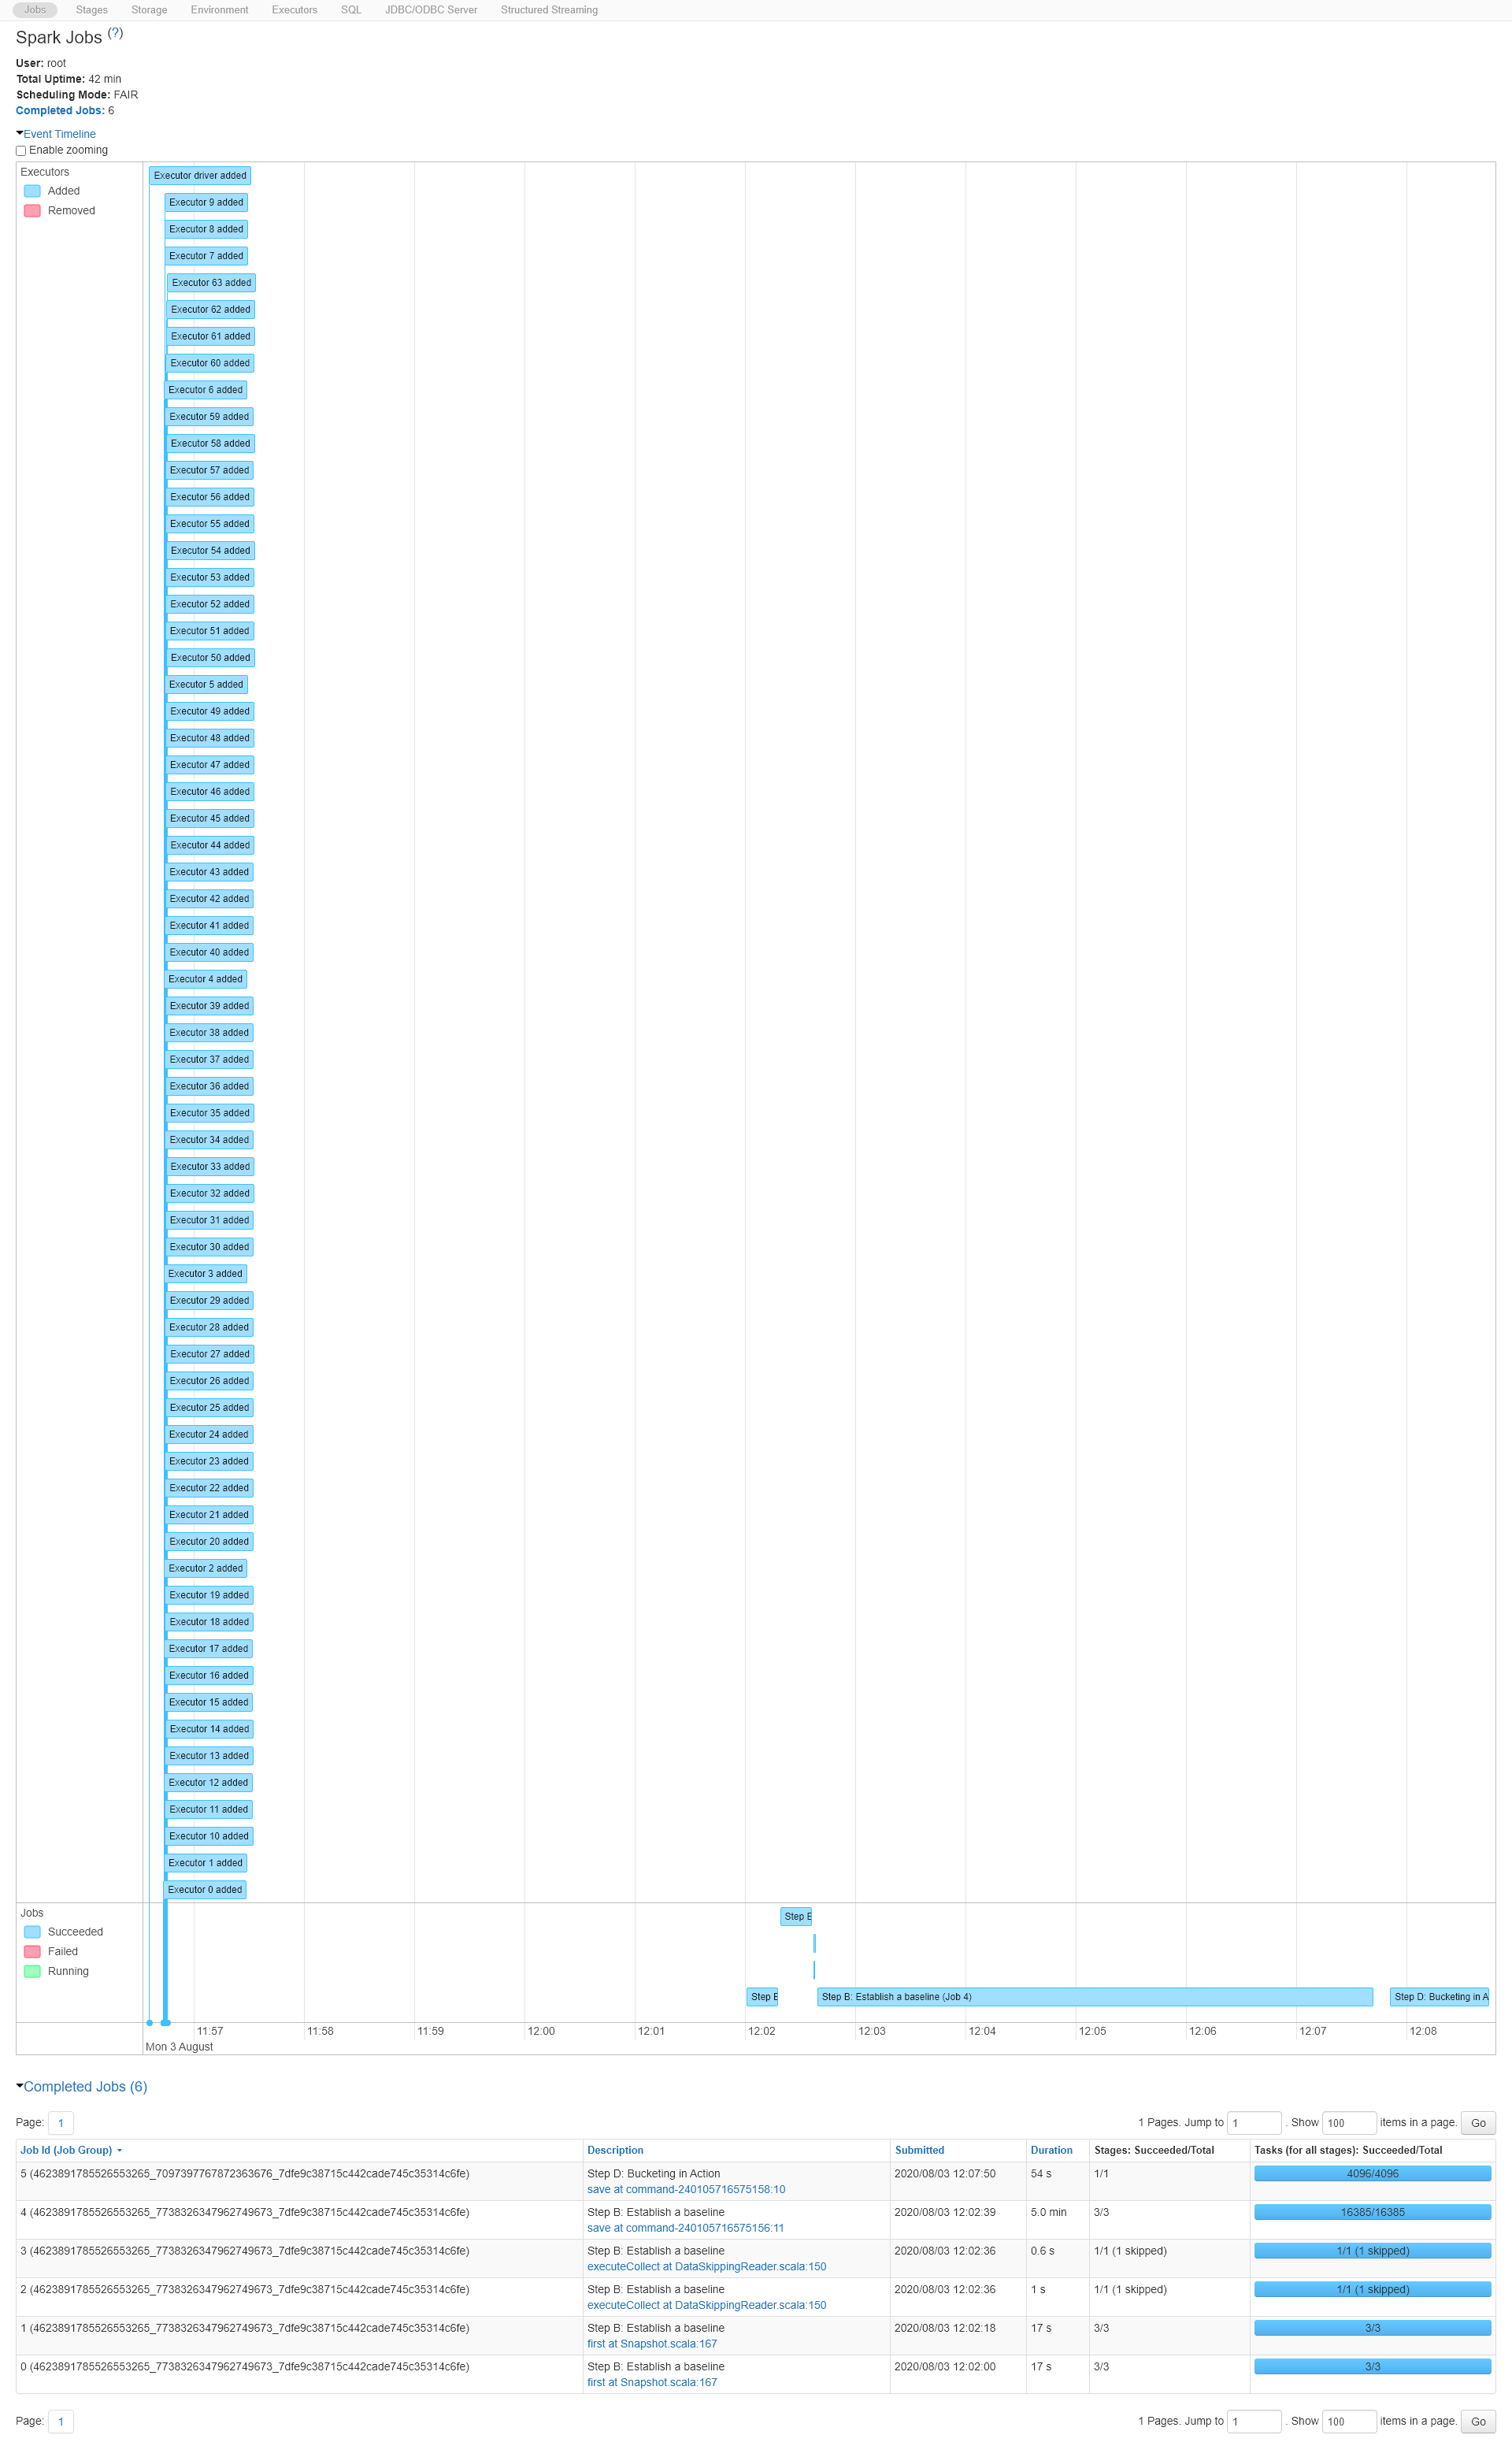 Jobs Stages Storage Environment Executors SQL JDBC/ODBC Server Structured Streaming
Spark Jobs (?)
User: root
Total Uptime: 42 min
Scheduling Mode: FAIR
Completed Jobs: 6
Event Timeline
Enable zooming
Executors
Added
Removed
Executor driver added
Executor 9 added
Executor 8 added
Executor 7 added
Executor 63 added
Executor 62 added
Executor 61 added
Executor 60 added
Executor 6 added
Executor 59 added
Executor 58 added
Executor 57 added
Executor 56 added
Executor 55 added
Executor 54 added
Executor 53 added
Executor 52 added
Executor 51 added
Executor 50 added
Executor 5 added
Executor 49 added
Executor 48 added
Executor 47 added
Executor 46 added
Executor 45 added
Executor 44 added
Executor 43 added
Executor 42 added
Executor 41 added
Executor 40 added
Executor 4 added
Executor 39 added
Executor 38 added
Executor 37 added
Executor 36 added
Executor 35 added
Executor 34 added
Executor 33 added
Executor 32 added
Executor 31 added
Executor 30 added
Executor 3 added
Executor 29 added
Executor 28 added
Executor 27 added
Executor 26 added
Executor 25 added
Executor 24 added
Executor 23 added
Executor 22 added
Executor 21 added
Executor 20 added
Executor 2 added
Executor 19 added
Executor 18 added
Executor 17 added
Executor 16 added
Executor 15 added
Executor 14 added
Executor 13 added
Executor 12 added
Executor 11 added
Executor 10 added
Executor 1 added
Executor 0 added
Jobs
Succeeded
Failed
Running
Step B
Step B Step B: Establish a baseline (Job 4) Step D: Bucketing in A
11:57 11:58 11:59 12:00 12:01 12:02 12:03 12:04 12:05 12:06 12:07 12:08
Mon 3 August
Completed Jobs (6)
Page: 1 1 Pages. Jump to 1 . Show 100 items in a page. Go
Job Id (Job Group) Description Submitted Duration Stages: Succeeded/Total Tasks (for all stages): Succeeded/Total
5 (4623891785526553265_7097397767872363676_7dfe9c38715c442cade745c35314c6fe) Step D: Bucketing in Action 2020/08/03 12:07:50 54 s 1/1 4096/4096
save at command-240105716575158:10
4 (4623891785526553265_7738326347962749673_7dfe9c38715c442cade745c35314c6fe) Step B: Establish a baseline 2020/08/03 12:02:39 5.0 min 3/3 16385/16385
save at command-240105716575156:11
3 (4623891785526553265_7738326347962749673_7dfe9c38715c442cade745c35314c6fe) Step B: Establish a baseline 2020/08/03 12:02:36 0.6 s 1/1 (1 skipped) 1/1 (1 skipped)
executeCollect at DataSkippingReader.scala:150
2 (4623891785526553265_7738326347962749673_7dfe9c38715c442cade745c35314c6fe) Step B: Establish a baseline 2020/08/03 12:02:36 1 s 1/1 (1 skipped) 1/1 (1 skipped)
executeCollect at DataSkippingReader.scala:150
1 (4623891785526553265_7738326347962749673_7dfe9c38715c442cade745c35314c6fe) Step B: Establish a baseline 2020/08/03 12:02:18 17 s 3/3 3/3
first at Snapshot.scala:167
0 (4623891785526553265_7738326347962749673_7dfe9c38715c442cade745c35314c6fe) Step B: Establish a baseline 2020/08/03 12:02:00 17 s 3/3 3/3
first at Snapshot.scala:167
Page: 1 1 Pages. Jump to 1 . Show 100 items in a page. Go